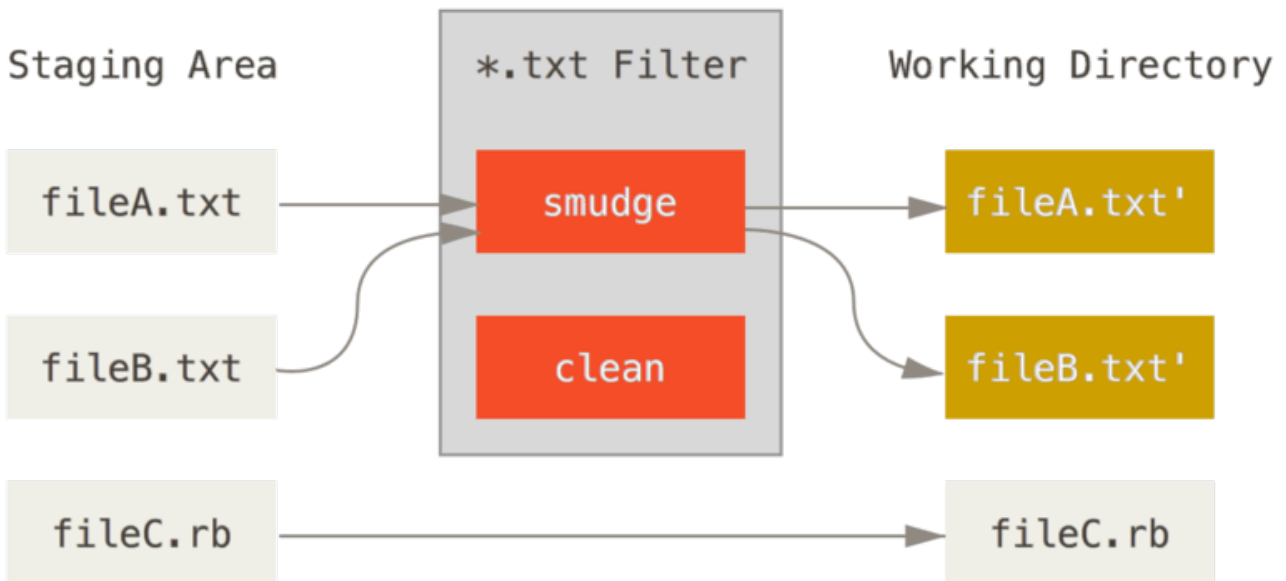 Staging Area
*.txt Filter
Working Directory
fileA.txt
smudge
fileA.txt'
fileB.txt
clean
fileB.txt'
fileC.rb
fileC.rb